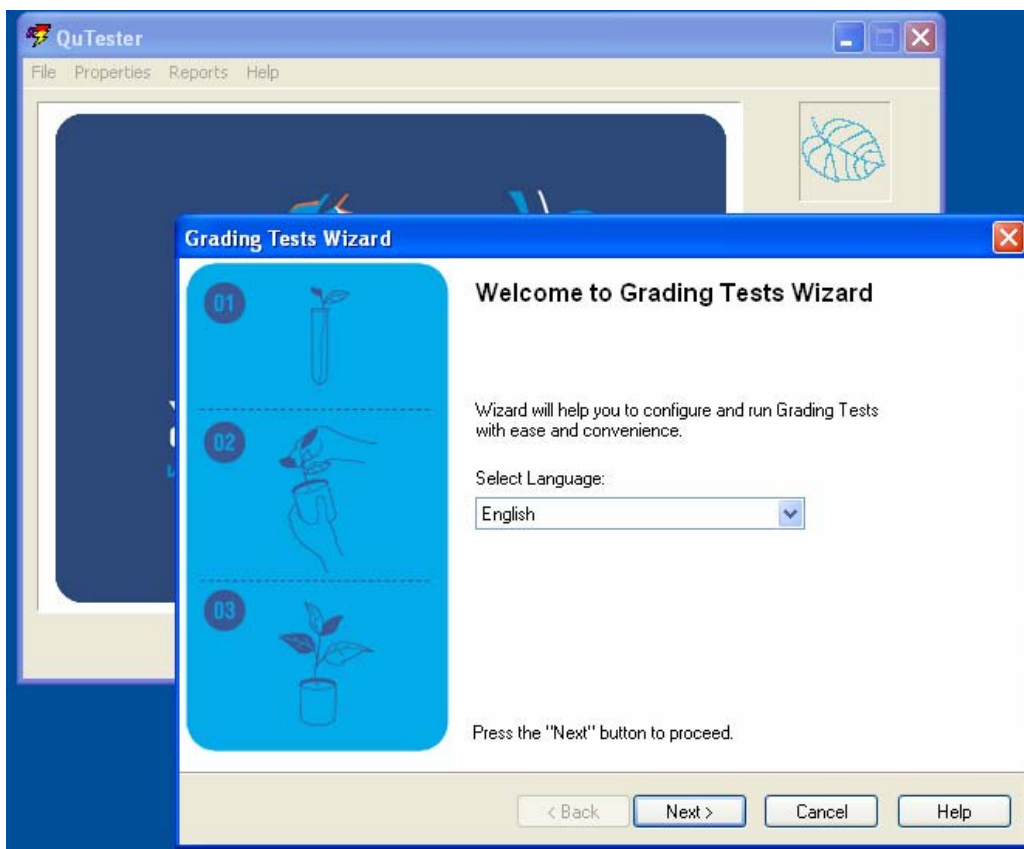 QuTester
File Properties Reports Help
Grading Tests Wizard
01
Welcome to Grading Tests Wizard
Wizard will help you to configure and run Grading Tests
with ease and convenience.
02
Select Language:
English
03
Press the "Next" button to proceed.
< Back Next > Cancel Help